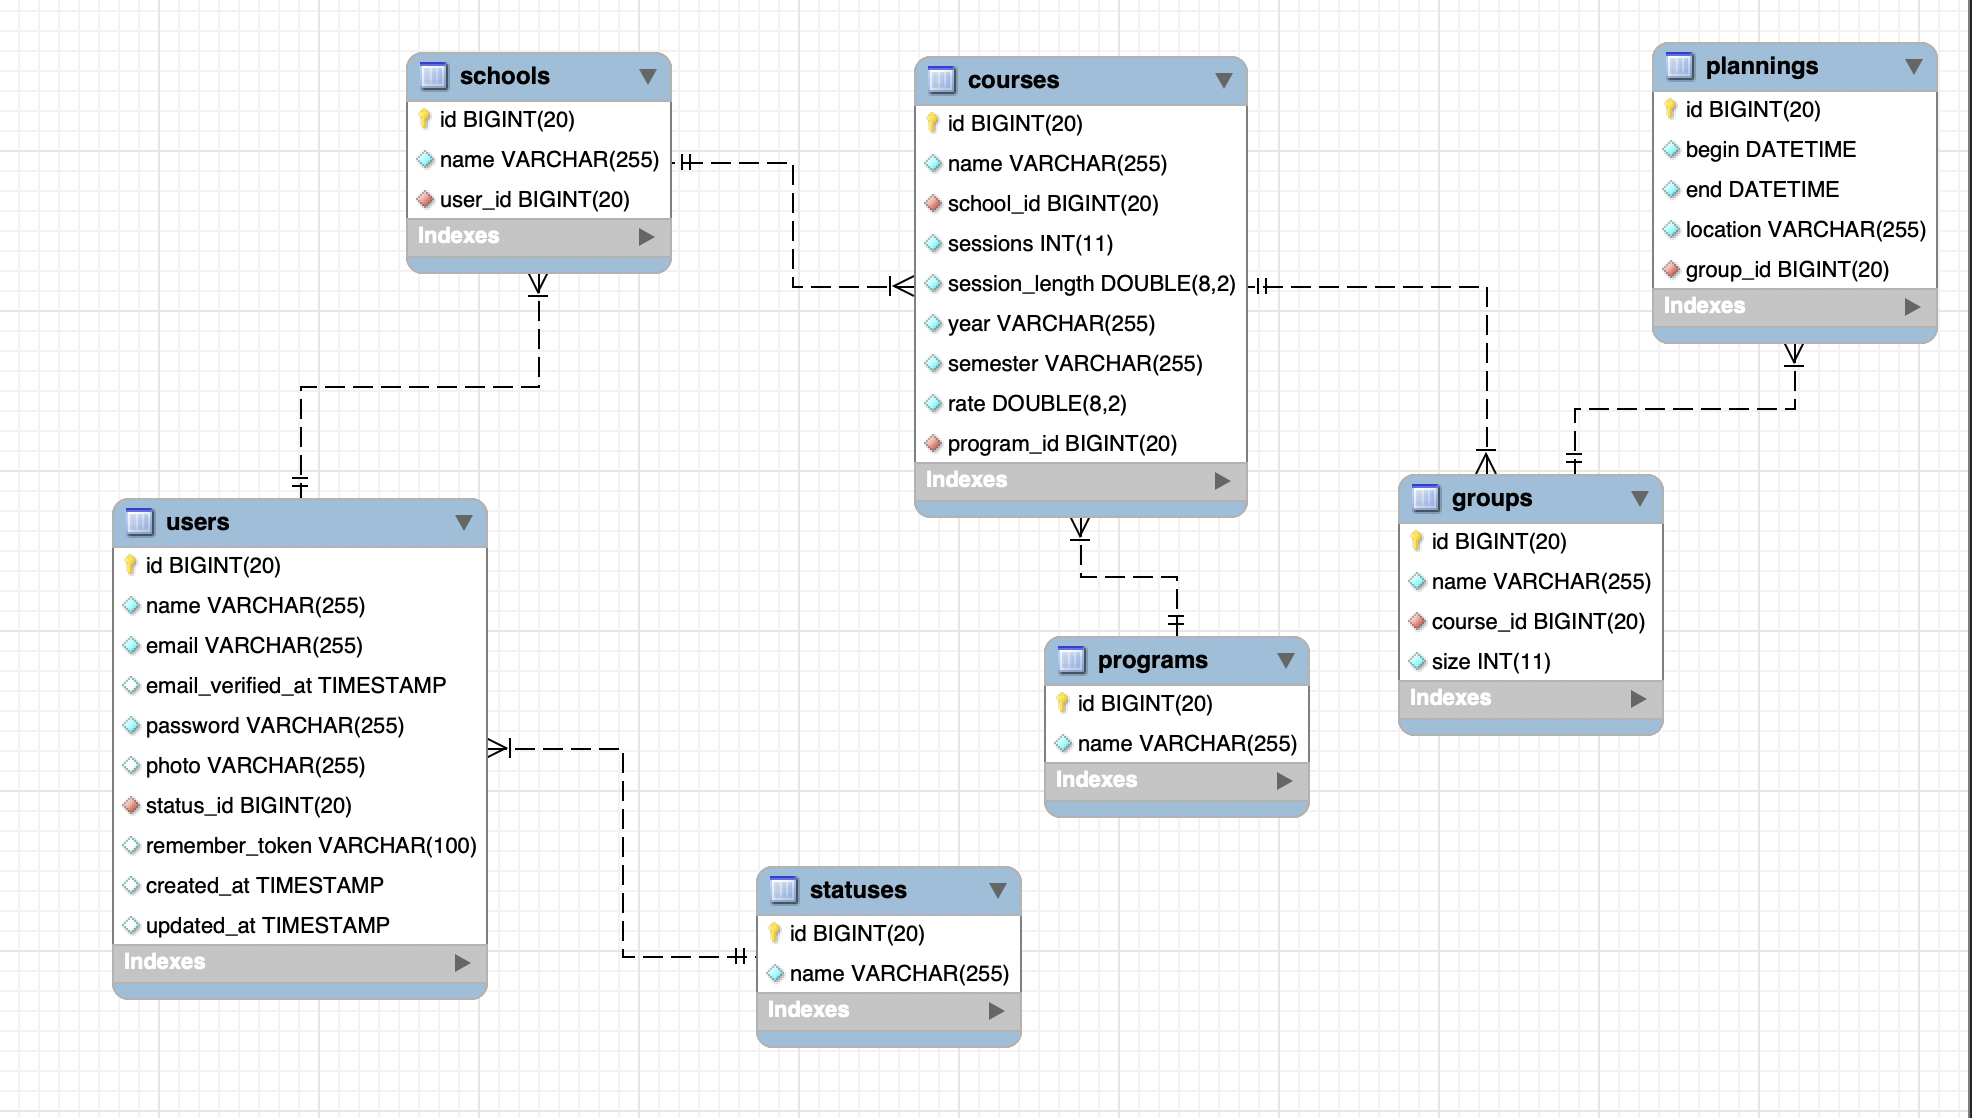 schools
id BIGINT(20)
name VARCHAR(255)
user_id BIGINT(20)
Indexes
courses
id BIGINT(20)
name VARCHAR(255)
school_id BIGINT(20)
sessions INT(11)
session_length DOUBLE(8,2)
year VARCHAR(255)
semester VARCHAR(255)
rate DOUBLE(8,2)
program_id BIGINT(20)
Indexes
plannings
id BIGINT(20)
begin DATETIME
end DATETIME
location VARCHAR(255)
group_id BIGINT(20)
Indexes
users
id BIGINT(20)
name VARCHAR(255)
email VARCHAR(255)
email_verified_at TIMESTAMP
password VARCHAR(255)
photo VARCHAR(255)
status_id BIGINT(20)
remember_token VARCHAR(100)
created_at TIMESTAMP
updated_at TIMESTAMP
Indexes
groups
id BIGINT(20)
name VARCHAR(255)
course_id BIGINT(20)
size INT(11)
Indexes
programs
id BIGINT(20)
name VARCHAR(255)
Indexes
statuses
id BIGINT(20)
name VARCHAR(255)
Indexes